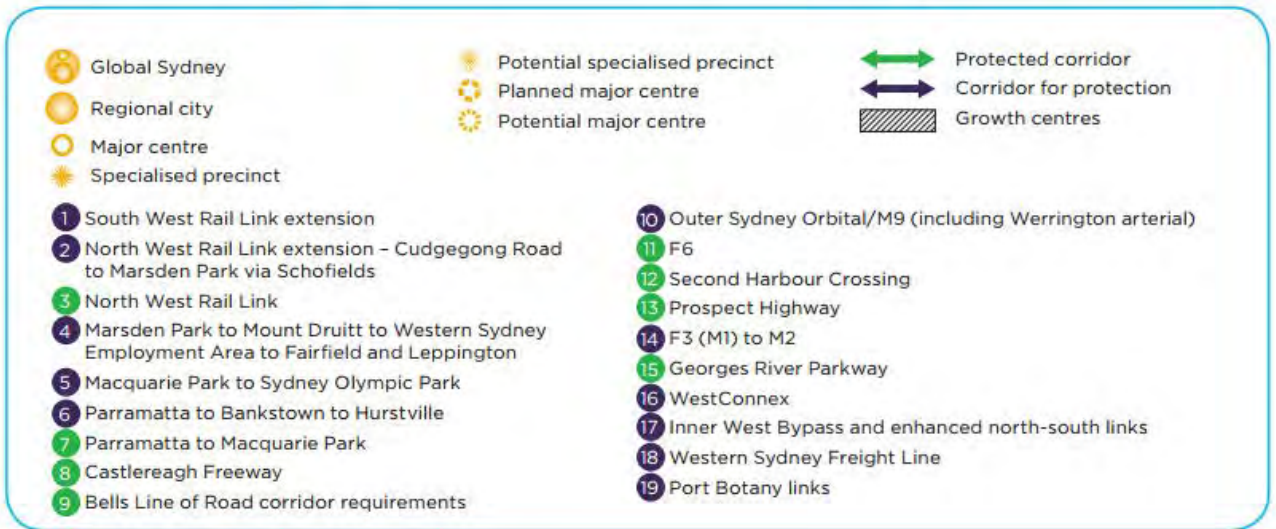 Global Sydney
Regional city
Major centre
Specialised precinct
Potential specialised precinct
Planned major centre
Potential major centre
Protected corridor
Corridor for protection
Growth centres
1 South West Rail Link extension
2 North West Rail Link extension – Cudgegong Road
to Marsden Park via Schofields
3 North West Rail Link
4 Marsden Park to Mount Druitt to Western Sydney
Employment Area to Fairfield and Leppington
5 Macquarie Park to Sydney Olympic Park
6 Parramatta to Bankstown to Hurstville
7 Parramatta to Macquarie Park
8 Castlereagh Freeway
9 Bells Line of Road corridor requirements
10 Outer Sydney Orbital/M9 (including Werrington arterial)
11 F6
12 Second Harbour Crossing
13 Prospect Highway
14 F3 (M1) to M2
15 Georges River Parkway
16 WestConnex
17 Inner West Bypass and enhanced north-south links
18 Western Sydney Freight Line
19 Port Botany links